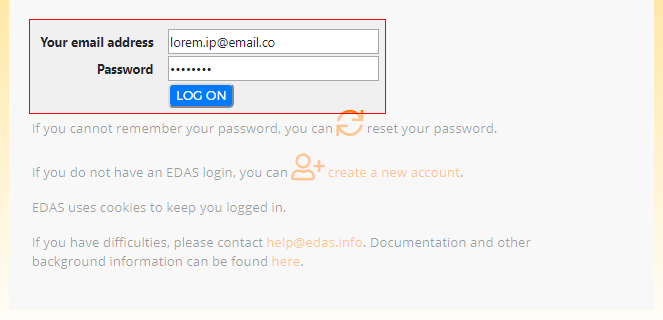 Your email address lorem.ip@email.co
Password ••••••••
LOG ON
If you cannot remember your password, you can reset your password.
If you do not have an EDAS login, you can create a new account.
EDAS uses cookies to keep you logged in.
If you have difficulties, please contact help@edas.info. Documentation and other
background information can be found here.